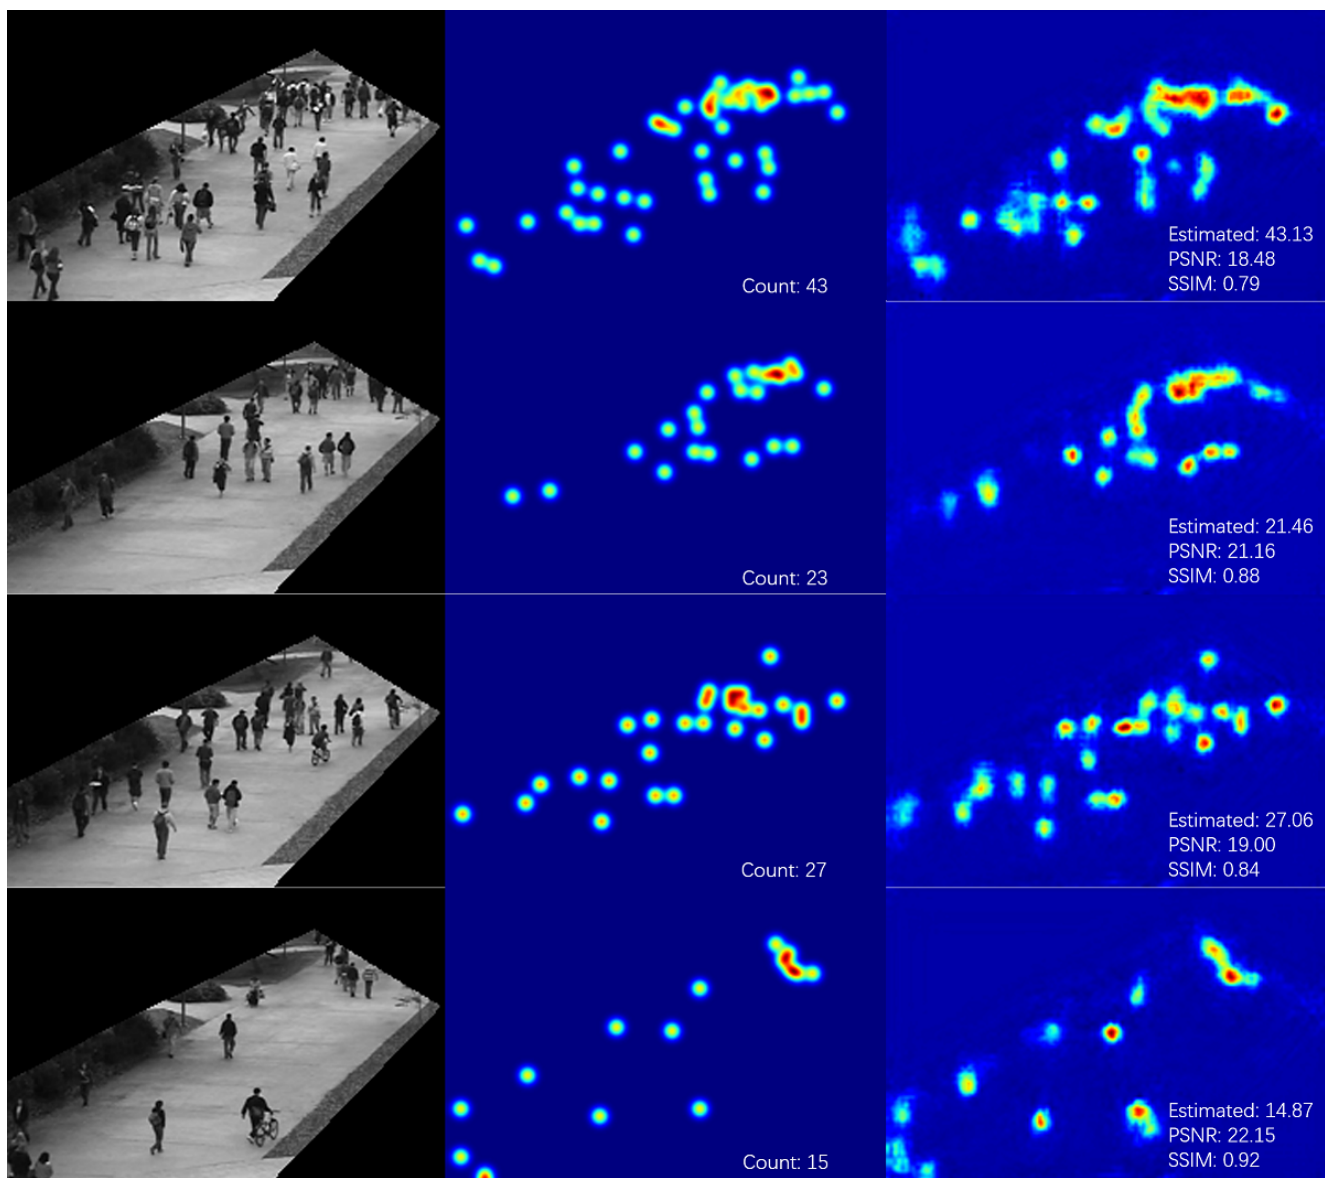 Count: 43
Estimated: 43.13
PSNR: 18.48
SSIM: 0.79
Count: 23
Estimated: 21.46
PSNR: 21.16
SSIM: 0.88
Count: 27
Estimated: 27.06
PSNR: 19.00
SSIM: 0.84
Count: 15
Estimated: 14.87
PSNR: 22.15
SSIM: 0.92